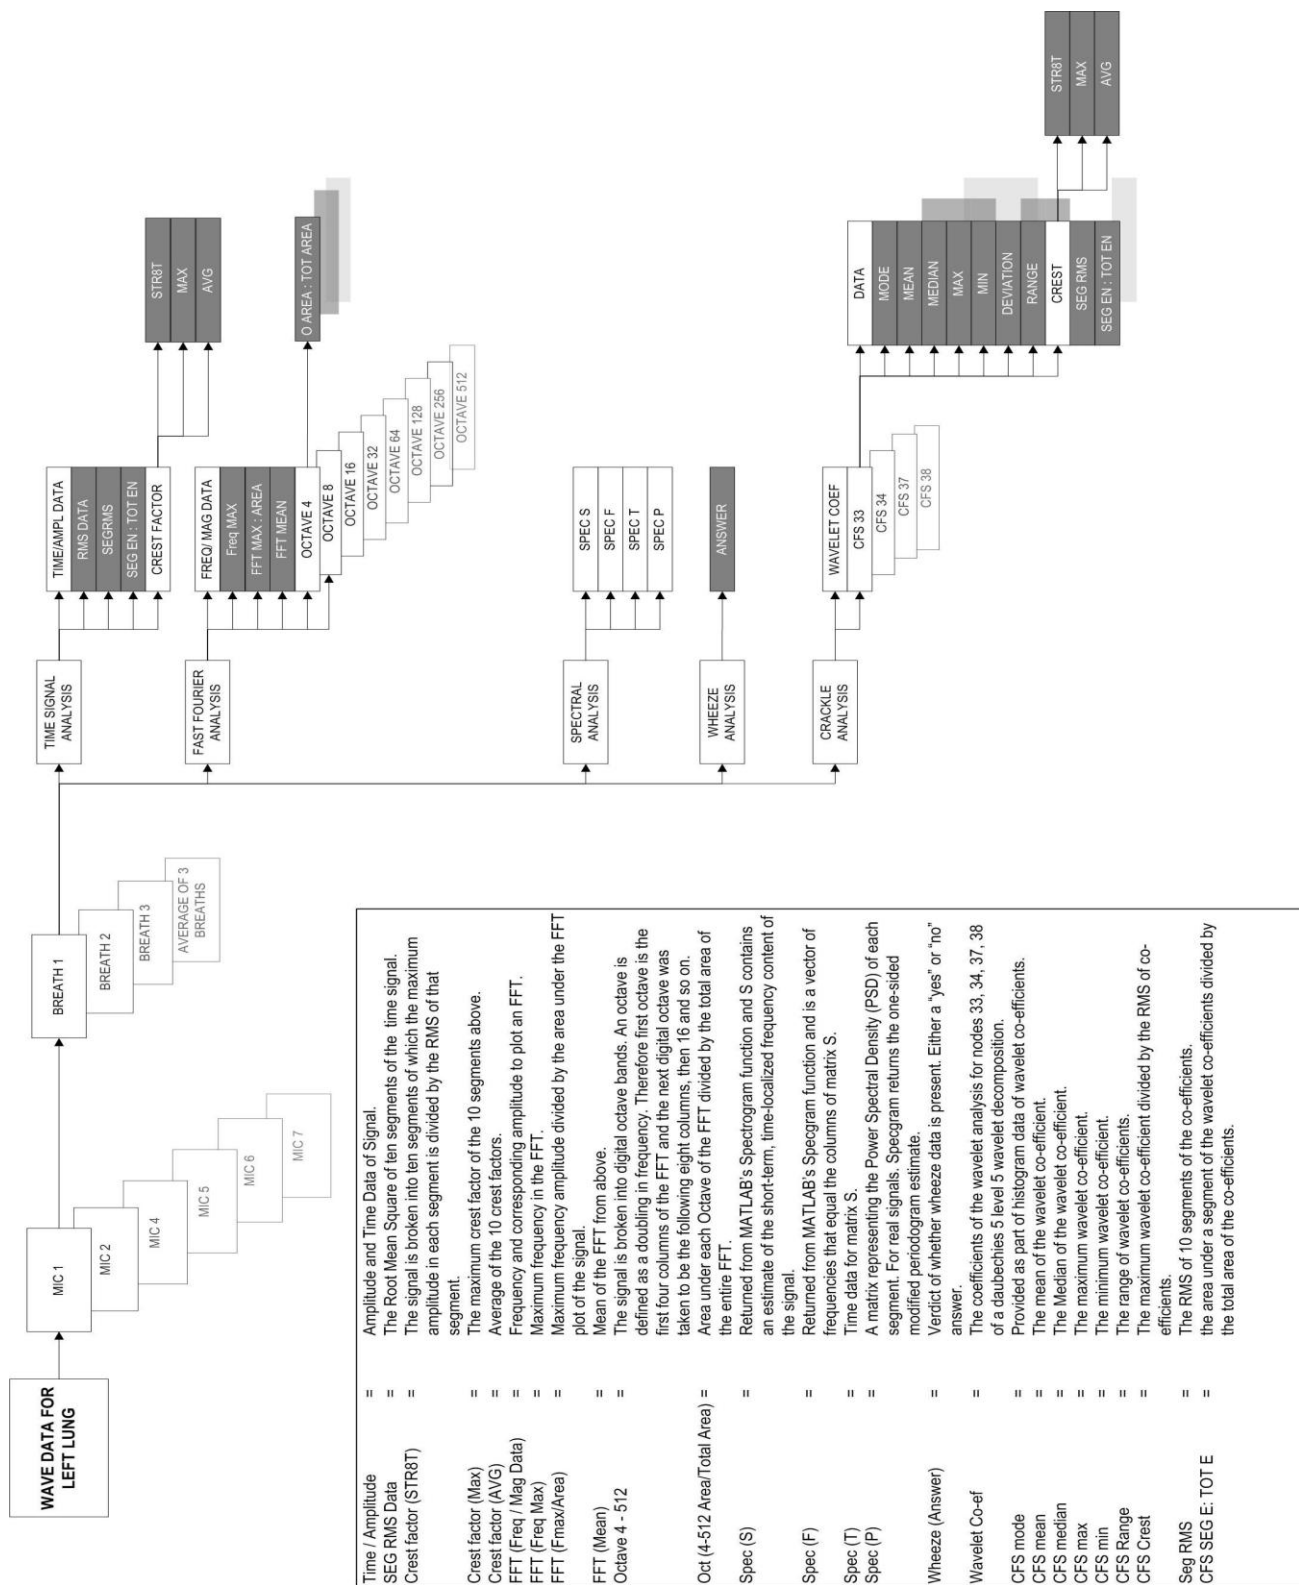 WAVE DATA FOR
LEFT LUNG
MIC 1
MIC 2
MIC 4
MIC 5
MIC 6
MIC 7
BREATH 1
BREATH 2
BREATH 3
AVERAGE OF 3
BREATHS
TIME SIGNAL
ANALYSIS
TIME/AMPL DATA
RMS DATA
SEGRMS
SEG EN : TOT EN
CREST FACTOR
STR8T
MAX
AVG
FAST FOURIER
ANALYSIS
FREQ/ MAG DATA
Freq MAX
FFT MAX : AREA
FFT MEAN
OCTAVE 4
OCTAVE 8
OCTAVE 16
OCTAVE 32
OCTAVE 64
OCTAVE 128
OCTAVE 256
OCTAVE 512
O AREA : TOT AREA
SPECTRAL
ANALYSIS
SPEC S
SPEC F
SPEC T
SPEC P
WHEEZE
ANALYSIS
ANSWER
CRACKLE
ANALYSIS
WAVELET COEF
CFS 33
CFS 34
CFS 37
CFS 38
DATA
MODE
MEAN
MEDIAN
MAX
MIN
DEVIATION
RANGE
CREST
SEG RMS
SEG EN : TOT EN
STR8T
MAX
AVG
Time / Amplitude = Amplitude and Time Data of Signal.
SEG RMS Data = The Root Mean Square of ten segments of the time signal.
Crest factor (STR8T) = The signal is broken into ten segments of which the maximum
amplitude in each segment is divided by the RMS of that
segment.
Crest factor (Max) = The maximum crest factor of the 10 segments above.
Crest factor (AVG) = Average of the 10 crest factors.
FFT (Freq / Mag Data) = Frequency and corresponding amplitude to plot an FFT.
FFT (Freq Max) = Maximum frequency in the FFT.
FFT (Fmax/Area) = Maximum frequency amplitude divided by the area under the FFT
plot of the signal.
FFT (Mean) = Mean of the FFT from above.
Octave 4 - 512 = The signal is broken into digital octave bands. An octave is
defined as a doubling in frequency. Therefore first octave is the
first four columns of the FFT and the next digital octave was
taken to be the following eight columns, then 16 and so on.
Oct (4-512 Area/Total Area) = Area under each Octave of the FFT divided by the total area of
the entire FFT.
Spec (S) = Returned from MATLAB's Spectrogram function and S contains
an estimate of the short-term, time-localized frequency content of
the signal.
Spec (F) = Returned from MATLAB's Specgram function and is a vector of
frequencies that equal the columns of matrix S.
Spec (T) = Time data for matrix S.
Spec (P) = A matrix representing the Power Spectral Density (PSD) of each
segment. For real signals. Specgram returns the one-sided
modified periodogram estimate.
Wheeze (Answer) = Verdict of whether wheeze data is present. Either a “yes” or “no”
answer.
Wavelet Co-ef = The coefficients of the wavelet analysis for nodes 33, 34, 37, 38
of a daubechies 5 level 5 wavelet decomposition.
CFS mode = Provided as part of histogram data of wavelet co-efficients.
CFS mean = The mean of the wavelet co-efficient.
CFS median = The Median of the wavelet co-efficient.
CFS max = The maximum wavelet co-efficient.
CFS min = The minimum wavelet co-efficient.
CFS Range = The range of wavelet co-efficients.
CFS Crest = The maximum wavelet co-efficient divided by the RMS of co-
efficients.
Seg RMS = The RMS of 10 segments of the co-efficients.
CFS SEG E: TOT E = the area under a segment of the wavelet co-efficients divided by
the total area of the co-efficients.